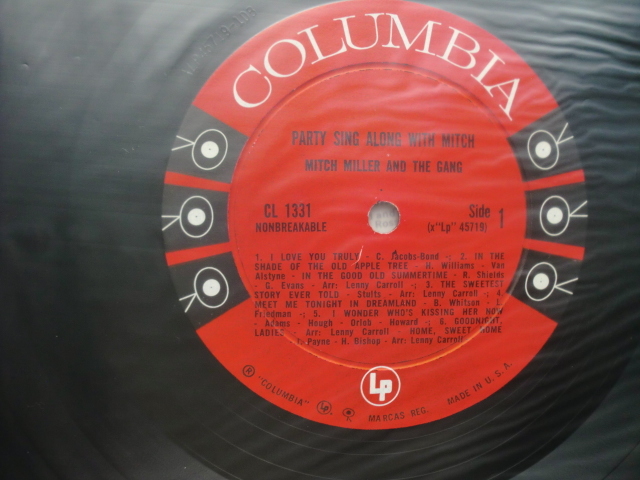 COLUMBIA
PARTY SING ALONG WITH MITCH
MITCH MILLER AND THE GANG
CL 1331 Side 1
NONBREAKABLE (x"Lp" 45719)
1. I LOVE YOU TRULY - C. Jacobs-Bond -; 2. IN THE
SHADE OF THE OLD APPLE TREE - H. Williams - Van
Alstyne - IN THE GOOD OLD SUMMERTIME - R. Shields
- G. Evans - Arr: Lenny Carroll -; 3. THE SWEETEST
STORY EVER TOLD - Stults - Arr: Lenny Carroll -; 4.
MEET ME TONIGHT IN DREAMLAND - B. Whitson - L.
Friedman -; 5. I WONDER WHO'S KISSING HER NOW
- Adams - Hough - Orlob - Howard -; 6. GOODNIGHT,
LADIES - Arr: Lenny Carroll - HOME, SWEET HOME
J. Payne - H. Bishop - Arr: Lenny Carroll
Lp
® "COLUMBIA" Lp MARCAS REG. MADE IN U.S.A.